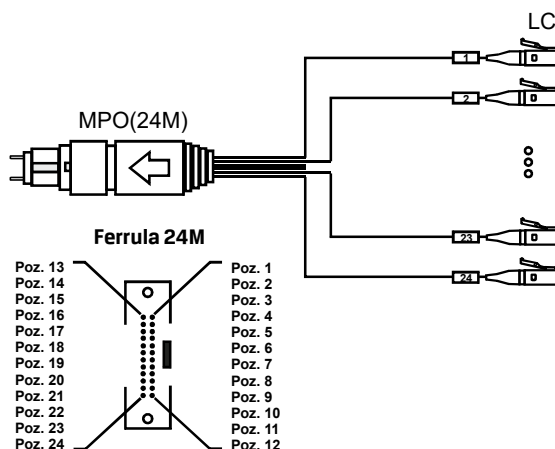 LC
1
MPO(24M)
2
23
24
Ferrula 24M
Poz. 13
Poz. 14
Poz. 15
Poz. 16
Poz. 17
Poz. 18
Poz. 19
Poz. 20
Poz. 21
Poz. 22
Poz. 23
Poz. 24
Poz. 1
Poz. 2
Poz. 3
Poz. 4
Poz. 5
Poz. 6
Poz. 7
Poz. 8
Poz. 9
Poz. 10
Poz. 11
Poz. 12